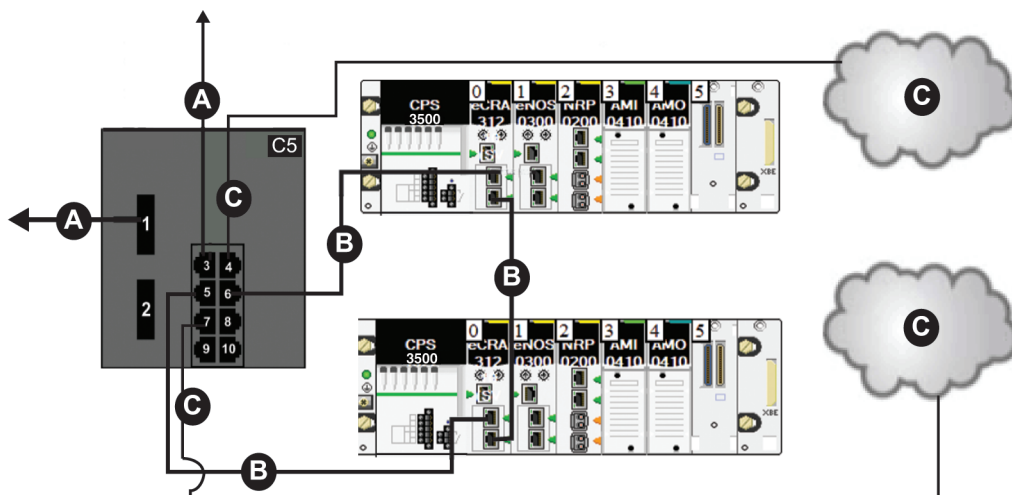 A
C5
C
A
1
2
3 4
5 6
7 8
9 10
C
B
B
B
CPS
3500
0 1 2 3 4 5
eCRA eNOS NRP AMI AMO
312 0300 0200 0410 0410
S
XBE
C
CPS
3500
0 1 2 3 4 5
eCRA eNOS NRP AMI AMO
312 0300 0200 0410 0410
S
XBE
C